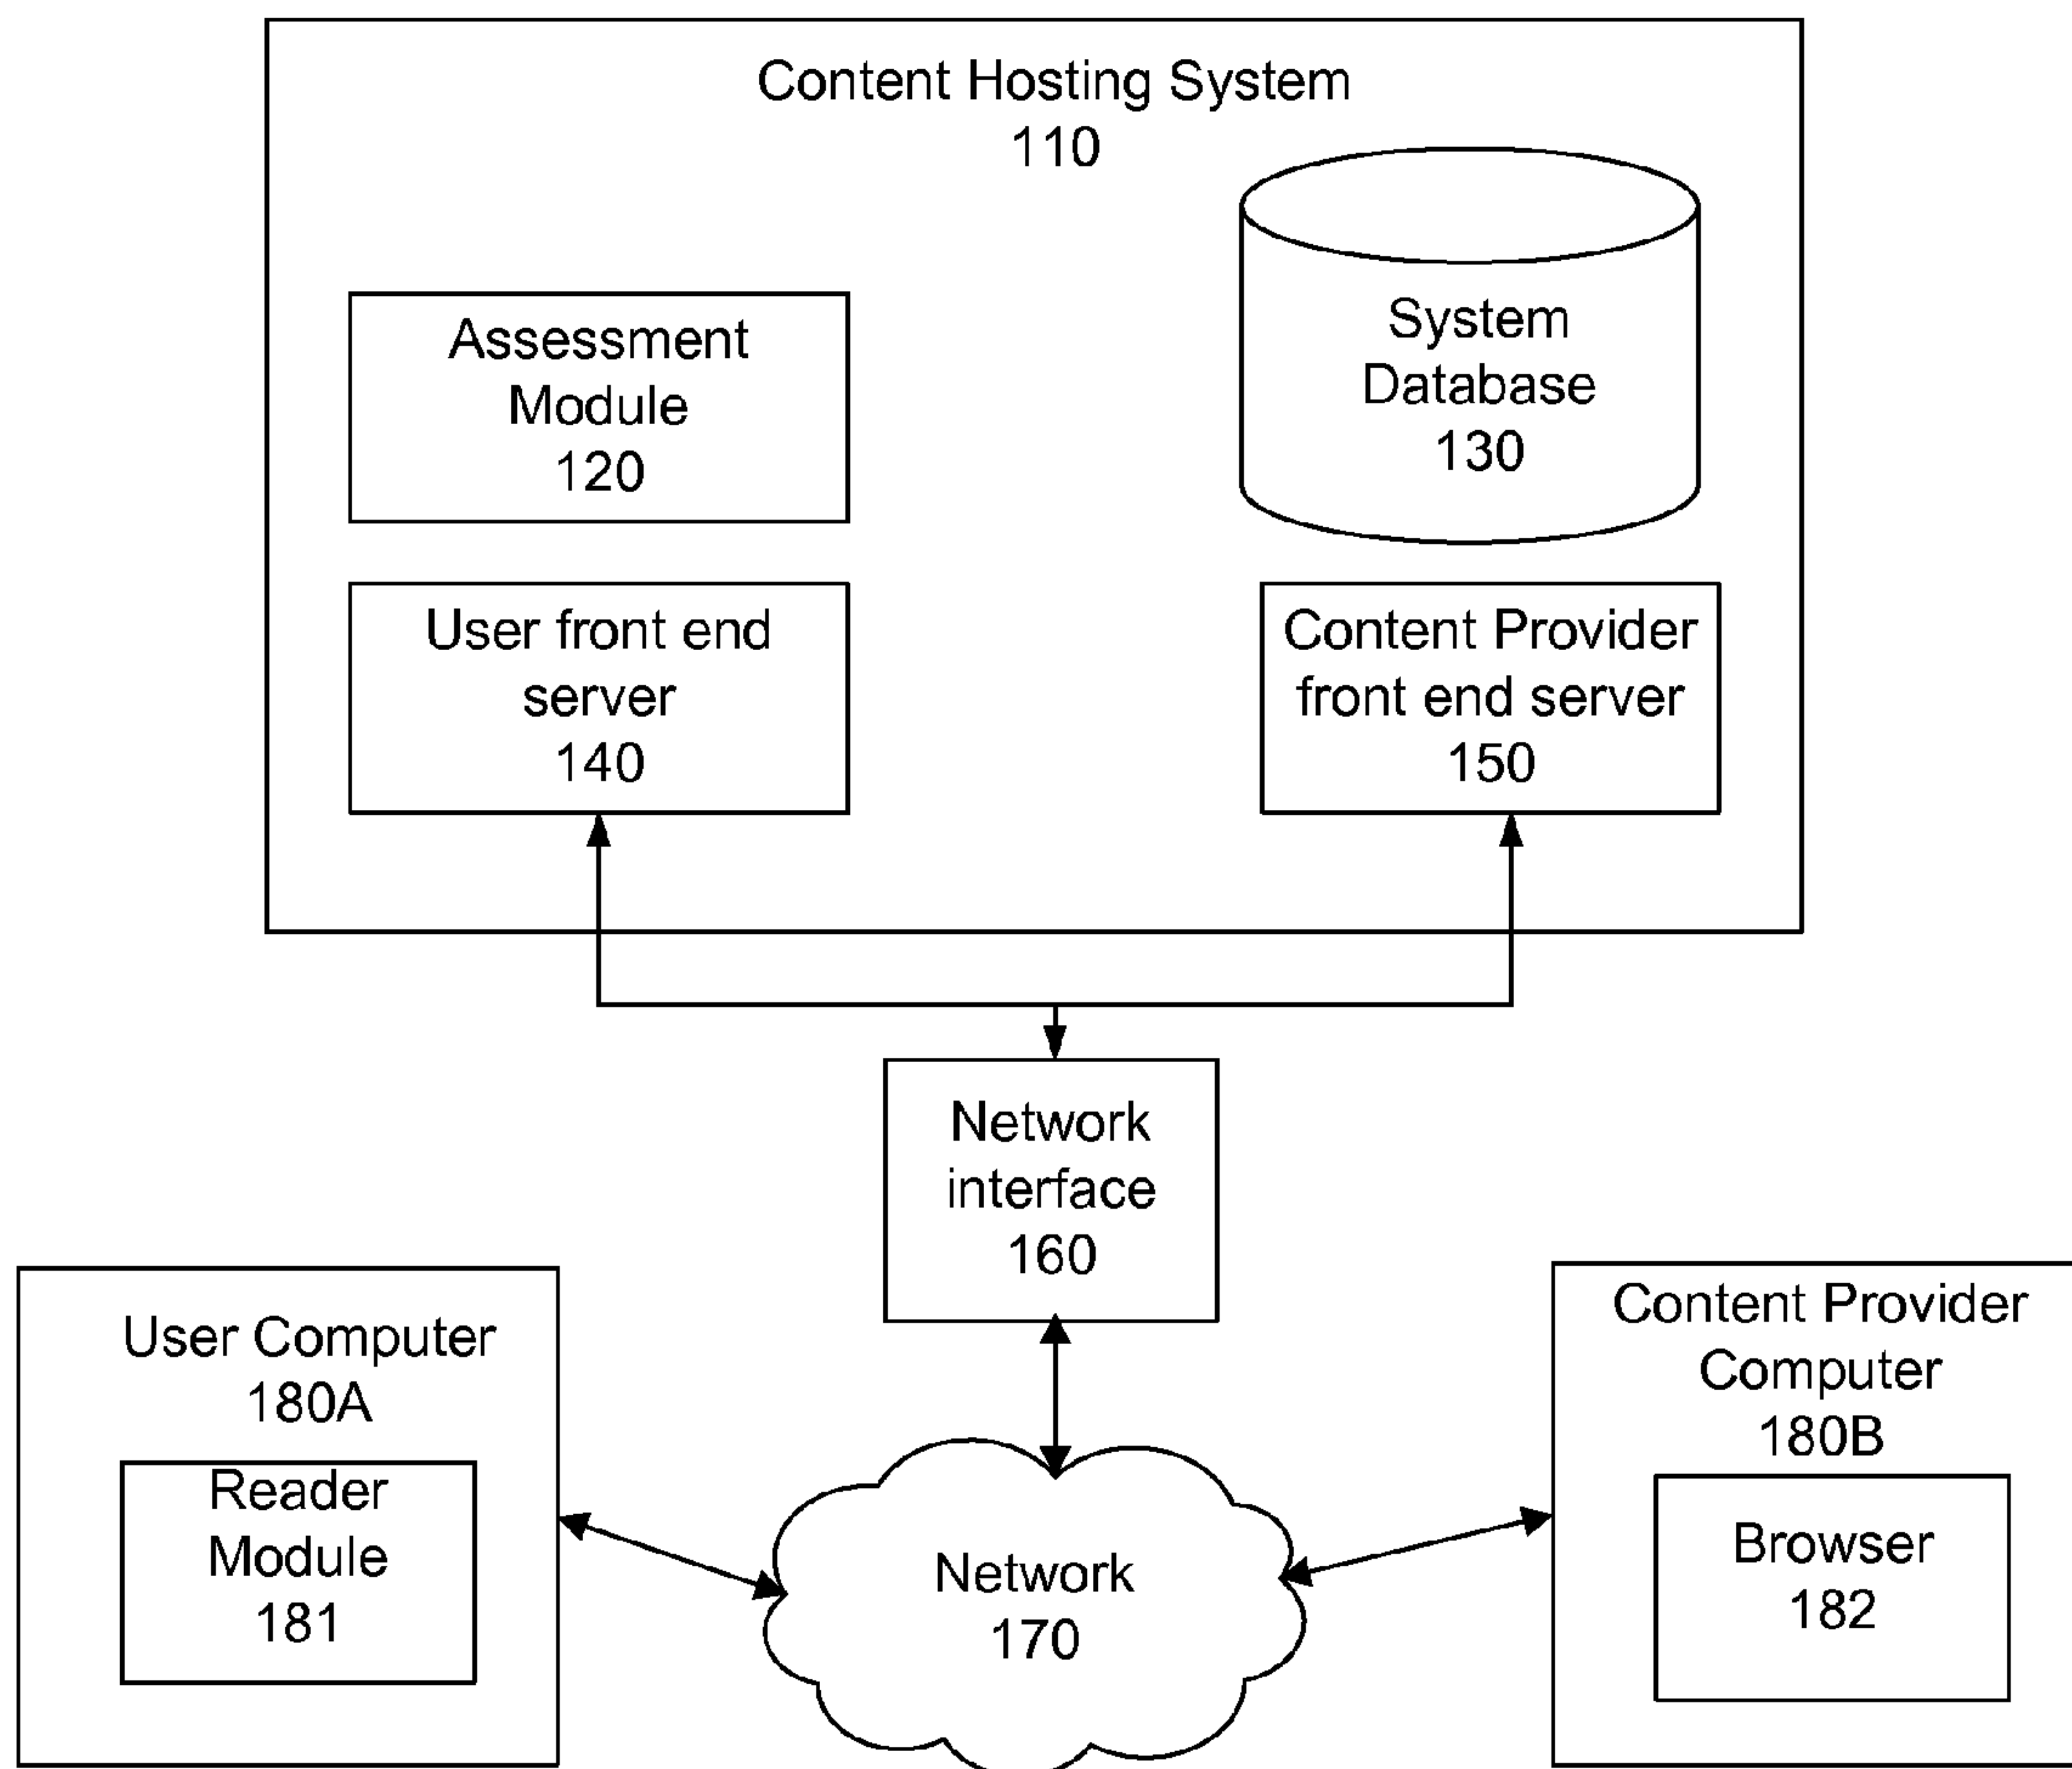 Content Hosting System
110
Assessment
Module
120
System
Database
130
User front end
server
140
Content Provider
front end server
150
Network
interface
160
User Computer
180A
Reader
Module
181
Network
170
Content Provider
Computer
180B
Browser
182